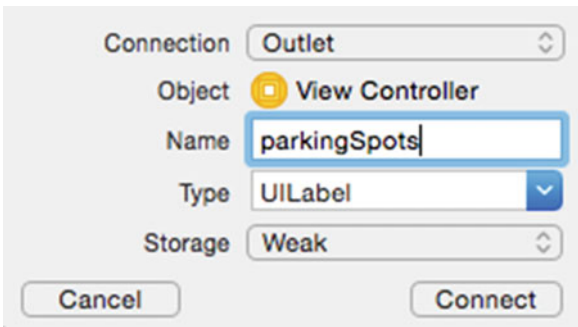 Connection Outlet
Object View Controller
Name parkingSpots
Type UILabel
Storage Weak
Cancel Connect